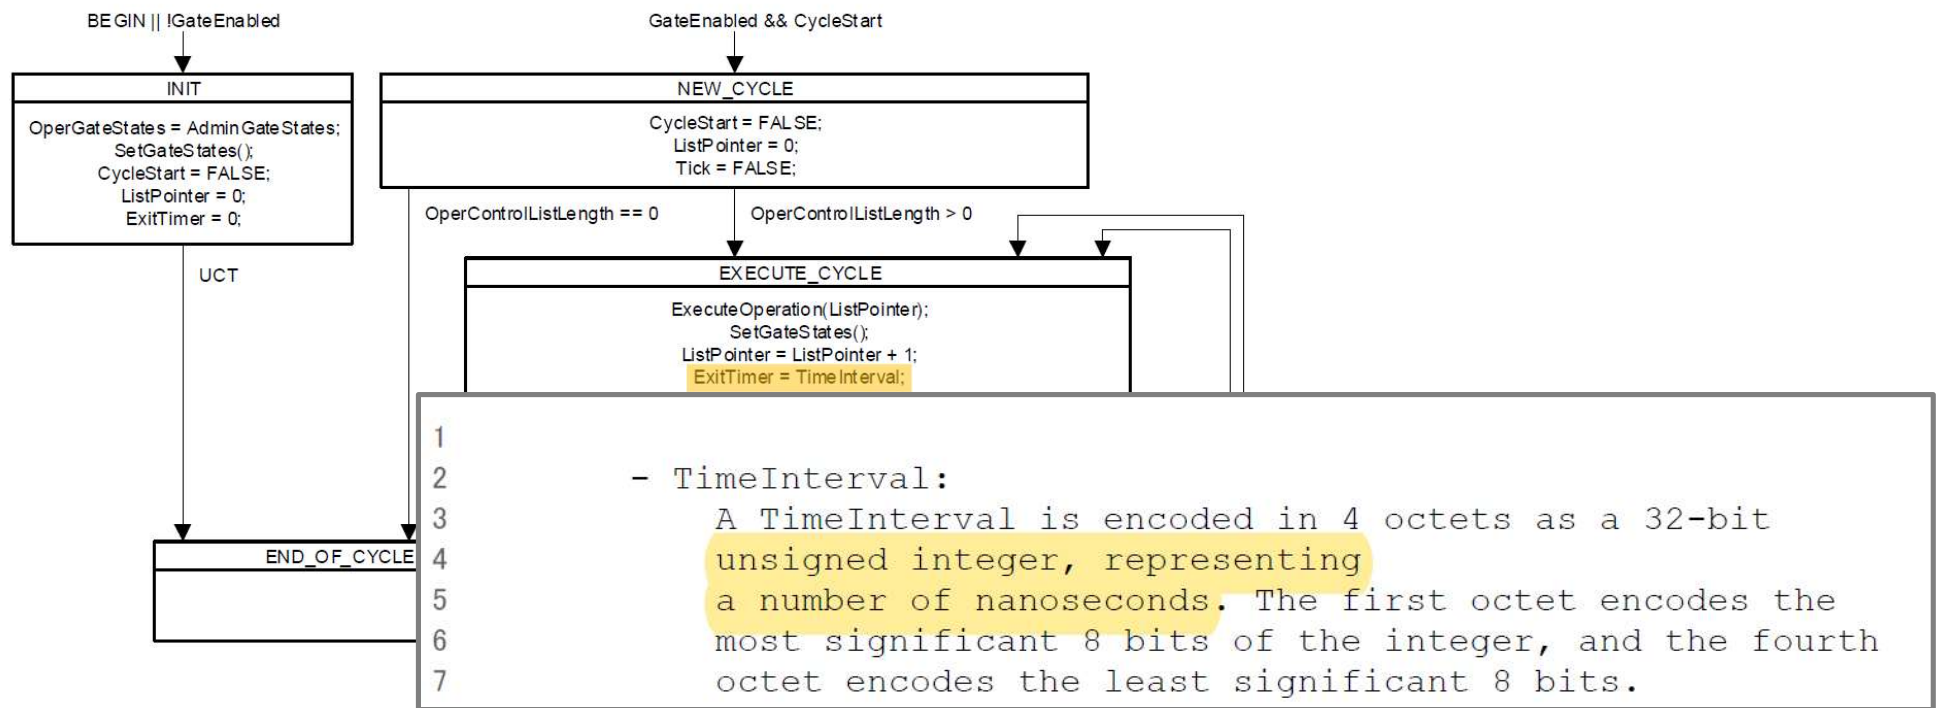 BEGIN || !GateEnabled
GateEnabled && CycleStart
INIT
OperGateStates = AdminGateStates;
SetGateStates();
CycleStart = FALSE;
ListPointer = 0;
ExitTimer = 0;
NEW_CYCLE
CycleStart = FALSE;
ListPointer = 0;
Tick = FALSE;
OperControlListLength == 0
OperControlListLength > 0
UCT
EXECUTE_CYCLE
ExecuteOperation(ListPointer);
SetGateStates();
ListPointer = ListPointer + 1;
ExitTimer = TimeInterval;
END_OF_CYCLE
1
2 - TimeInterval:
3 A TimeInterval is encoded in 4 octets as a 32-bit
4 unsigned integer, representing
5 a number of nanoseconds. The first octet encodes the
6 most significant 8 bits of the integer, and the fourth
7 octet encodes the least significant 8 bits.